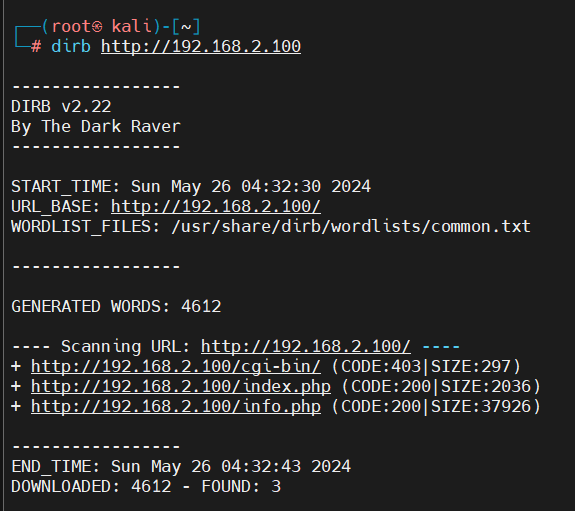 ┌──(root㉿ kali)-[~]
└─# dirb http://192.168.2.100
-----------------
DIRB v2.22
By The Dark Raver
-----------------
START_TIME: Sun May 26 04:32:30 2024
URL_BASE: http://192.168.2.100/
WORDLIST_FILES: /usr/share/dirb/wordlists/common.txt
-----------------
GENERATED WORDS: 4612
---- Scanning URL: http://192.168.2.100/ ----
+ http://192.168.2.100/cgi-bin/ (CODE:403|SIZE:297)
+ http://192.168.2.100/index.php (CODE:200|SIZE:2036)
+ http://192.168.2.100/info.php (CODE:200|SIZE:37926)
-----------------
END_TIME: Sun May 26 04:32:43 2024
DOWNLOADED: 4612 - FOUND: 3